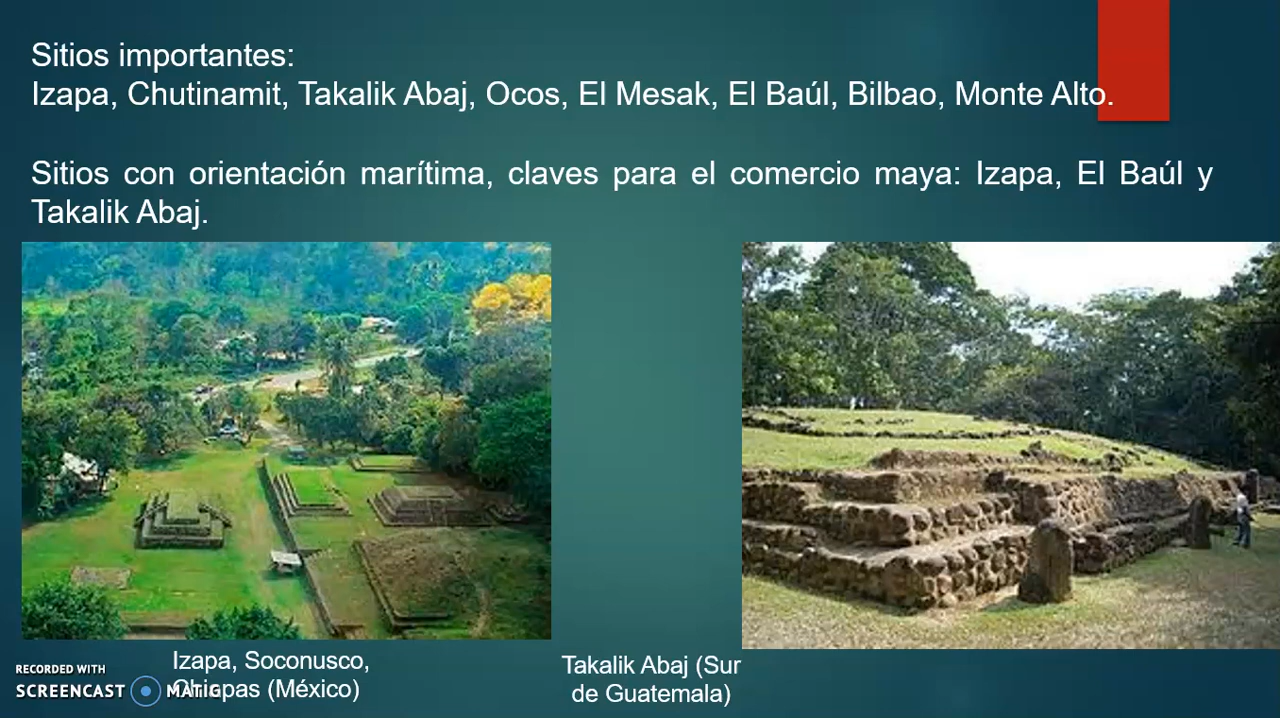 Sitios importantes:
Izapa, Chutinamit, Takalik Abaj, Ocos, El Mesak, El Baúl, Bilbao, Monte Alto.
Sitios con orientación marítima, claves para el comercio maya: Izapa, El Baúl y
Takalik Abaj.
Izapa, Soconusco,
Chiapas (México)
Takalik Abaj (Sur
de Guatemala)
RECORDED WITH
SCREENCAST MATIC